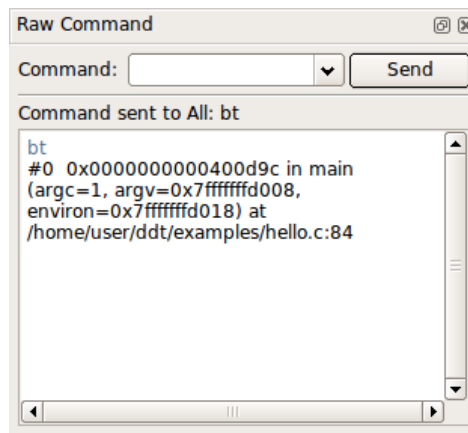 Raw Command
Command: Send
Command sent to All: bt
bt
#0 0x0000000000400d9c in main
(argc=1, argv=0x7fffffffd008,
environ=0x7fffffffd018) at
/home/user/ddt/examples/hello.c:84